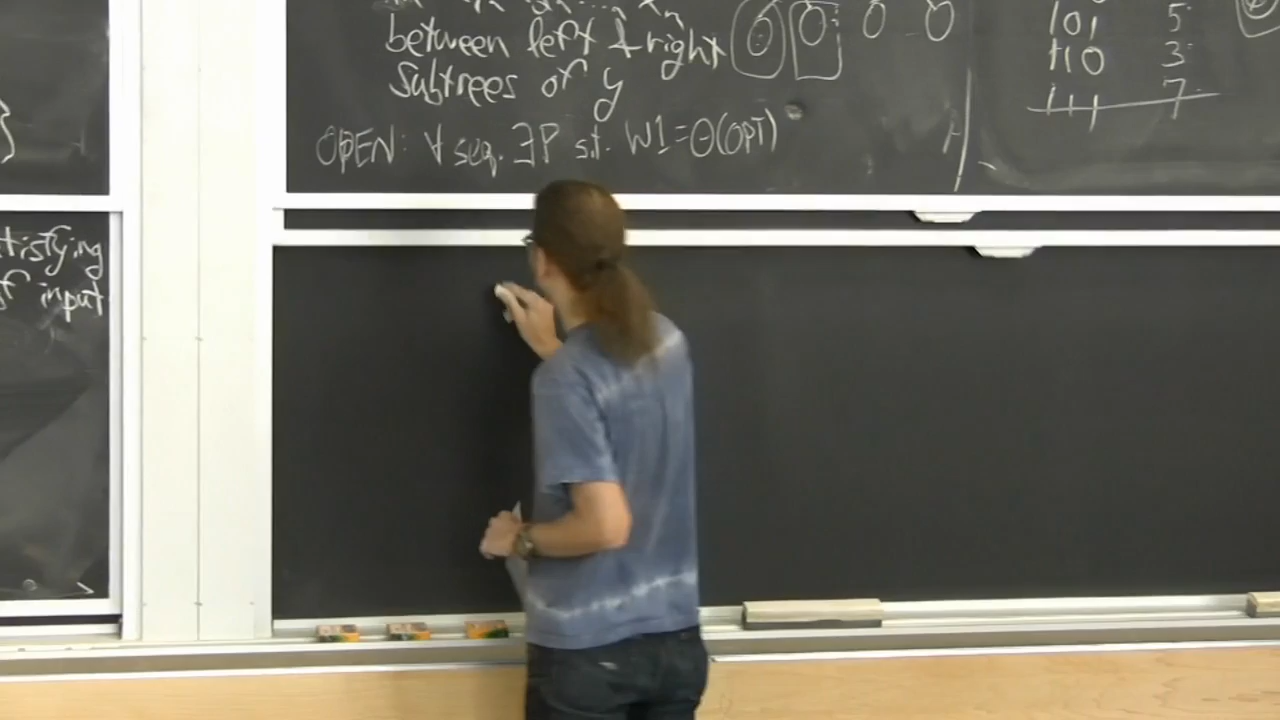 between left & right
subtrees of y
OPEN: ∀ seq. ∃P s.t. W1=Θ(OPT)
101 5
110 3
111 7
}
tisfying
f input